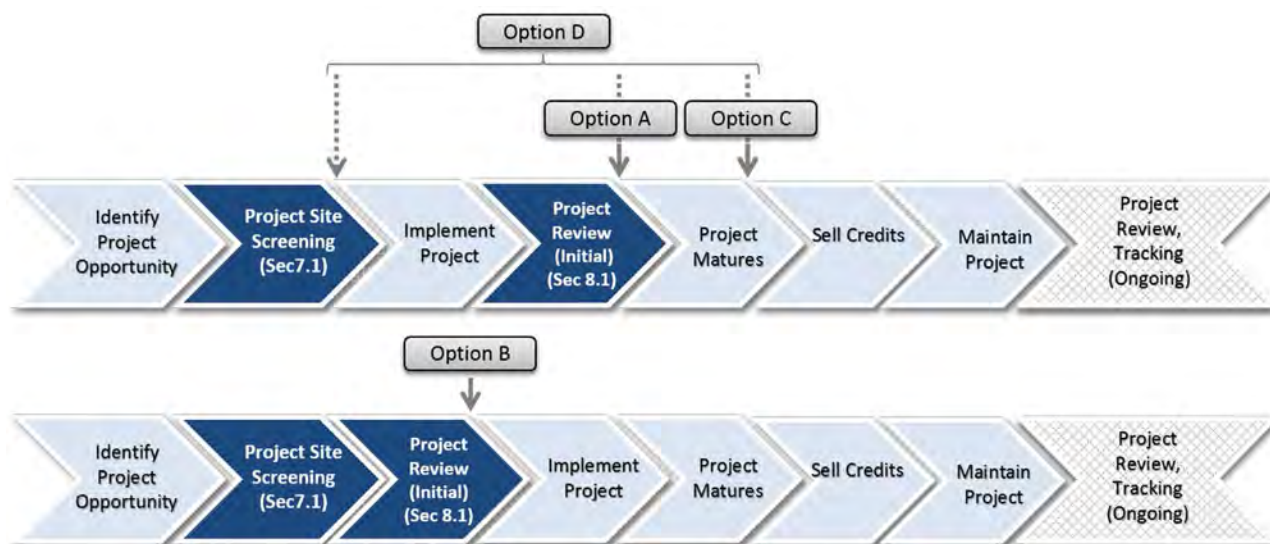 Option D
Option A
Option C
Identify
Project
Opportunity
Project Site
Screening
(Sec7.1)
Implement
Project
Project
Review
(Initial)
(Sec 8.1)
Project
Matures
Sell Credits
Maintain
Project
Project
Review,
Tracking
(Ongoing)
Option B
Identify
Project
Opportunity
Project Site
Screening
(Sec7.1)
Project
Review
(Initial)
(Sec 8.1)
Implement
Project
Project
Matures
Sell Credits
Maintain
Project
Project
Review,
Tracking
(Ongoing)